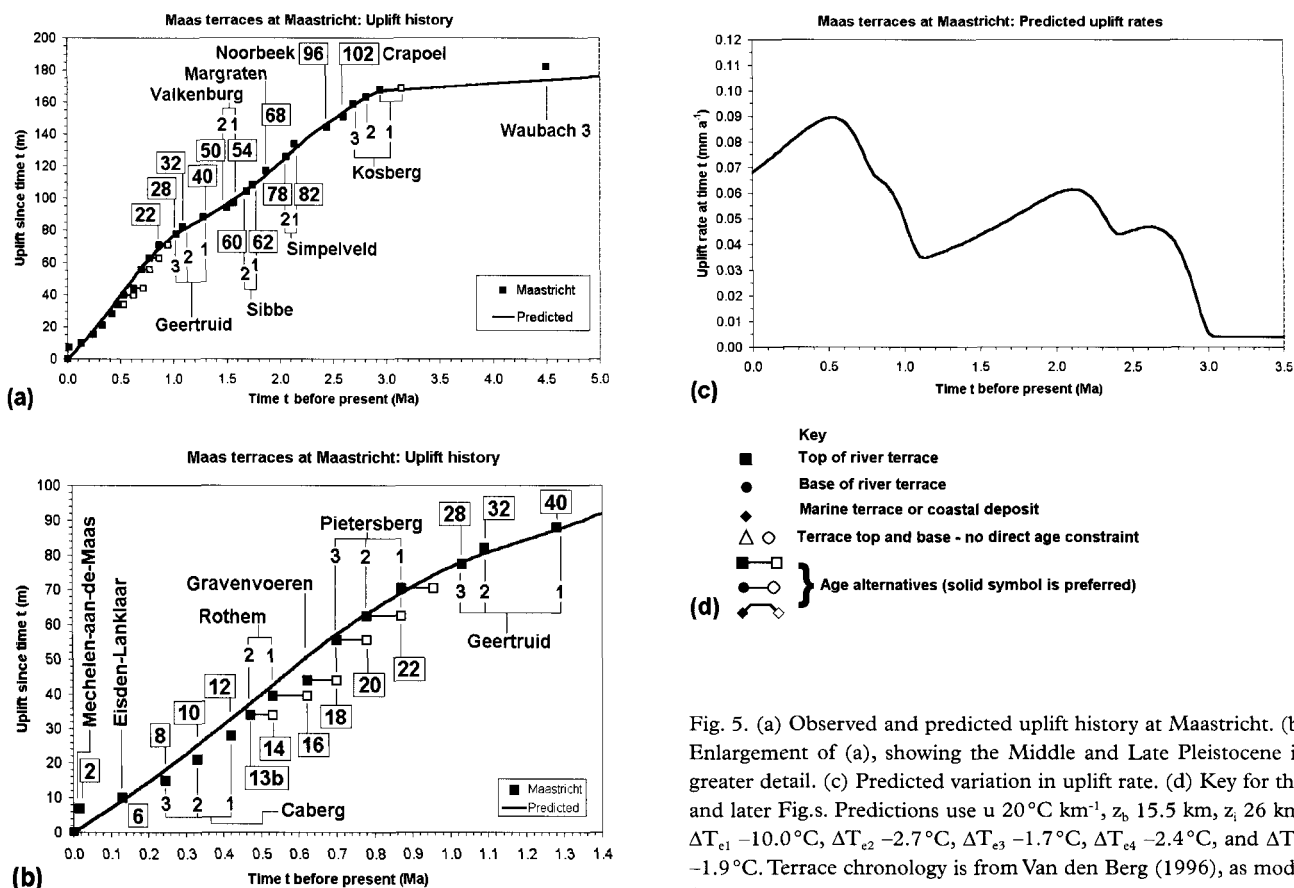 Maas terraces at Maastricht: Uplift history
Uplift since time t (m)
200
180
160
140
120
100
80
60
40
20
0
0.0 0.5 1.0 1.5 2.0 2.5 3.0 3.5 4.0 4.5 5.0
Time t before present (Ma)
Noorbeek 96 102 Crapoel
Margraten
Valkenburg
68
2 1
50 54
32
40
28
22
3 2 1
Kosberg
Waubach 3
78 82
2 1
Simpelveld
60 62
2 1
Sibbe
3 2 1
Geertruid
Maastricht
Predicted
(a)
Maas terraces at Maastricht: Predicted uplift rates
Uplift rate at time t (mm a⁻¹)
0.12
0.11
0.10
0.09
0.08
0.07
0.06
0.05
0.04
0.03
0.02
0.01
0.00
0.0 0.5 1.0 1.5 2.0 2.5 3.0 3.5
Time t before present (Ma)
(c)
Maas terraces at Maastricht: Uplift history
Uplift since time t (m)
100
90
80
70
60
50
40
30
20
10
0
0.0 0.1 0.2 0.3 0.4 0.5 0.6 0.7 0.8 0.9 1.0 1.1 1.2 1.3 1.4
Time t before present (Ma)
Mechelen-aan-de-Maas
2
Eisden-Lanklaar
6
8
10
12
3 2 1
Caberg
Rothem
2 1
13b
14
Gravenvoeren
16
Pietersberg
3 2 1
18
20
22
28
32
40
3 2 1
Geertruid
Maastricht
Predicted
(b)
Key
Top of river terrace
Base of river terrace
Marine terrace or coastal deposit
Terrace top and base - no direct age constraint
Age alternatives (solid symbol is preferred)
(d)
Fig. 5. (a) Observed and predicted uplift history at Maastricht. (b
Enlargement of (a), showing the Middle and Late Pleistocene i
greater detail. (c) Predicted variation in uplift rate. (d) Key for th
and later Fig.s. Predictions use u 20°C km⁻¹, z_b 15.5 km, z_i 26 km
ΔT_e1 –10.0°C, ΔT_e2 –2.7°C, ΔT_e3 –1.7°C, ΔT_e4 –2.4°C, and ΔT
–1.9°C. Terrace chronology is from Van den Berg (1996), as mod